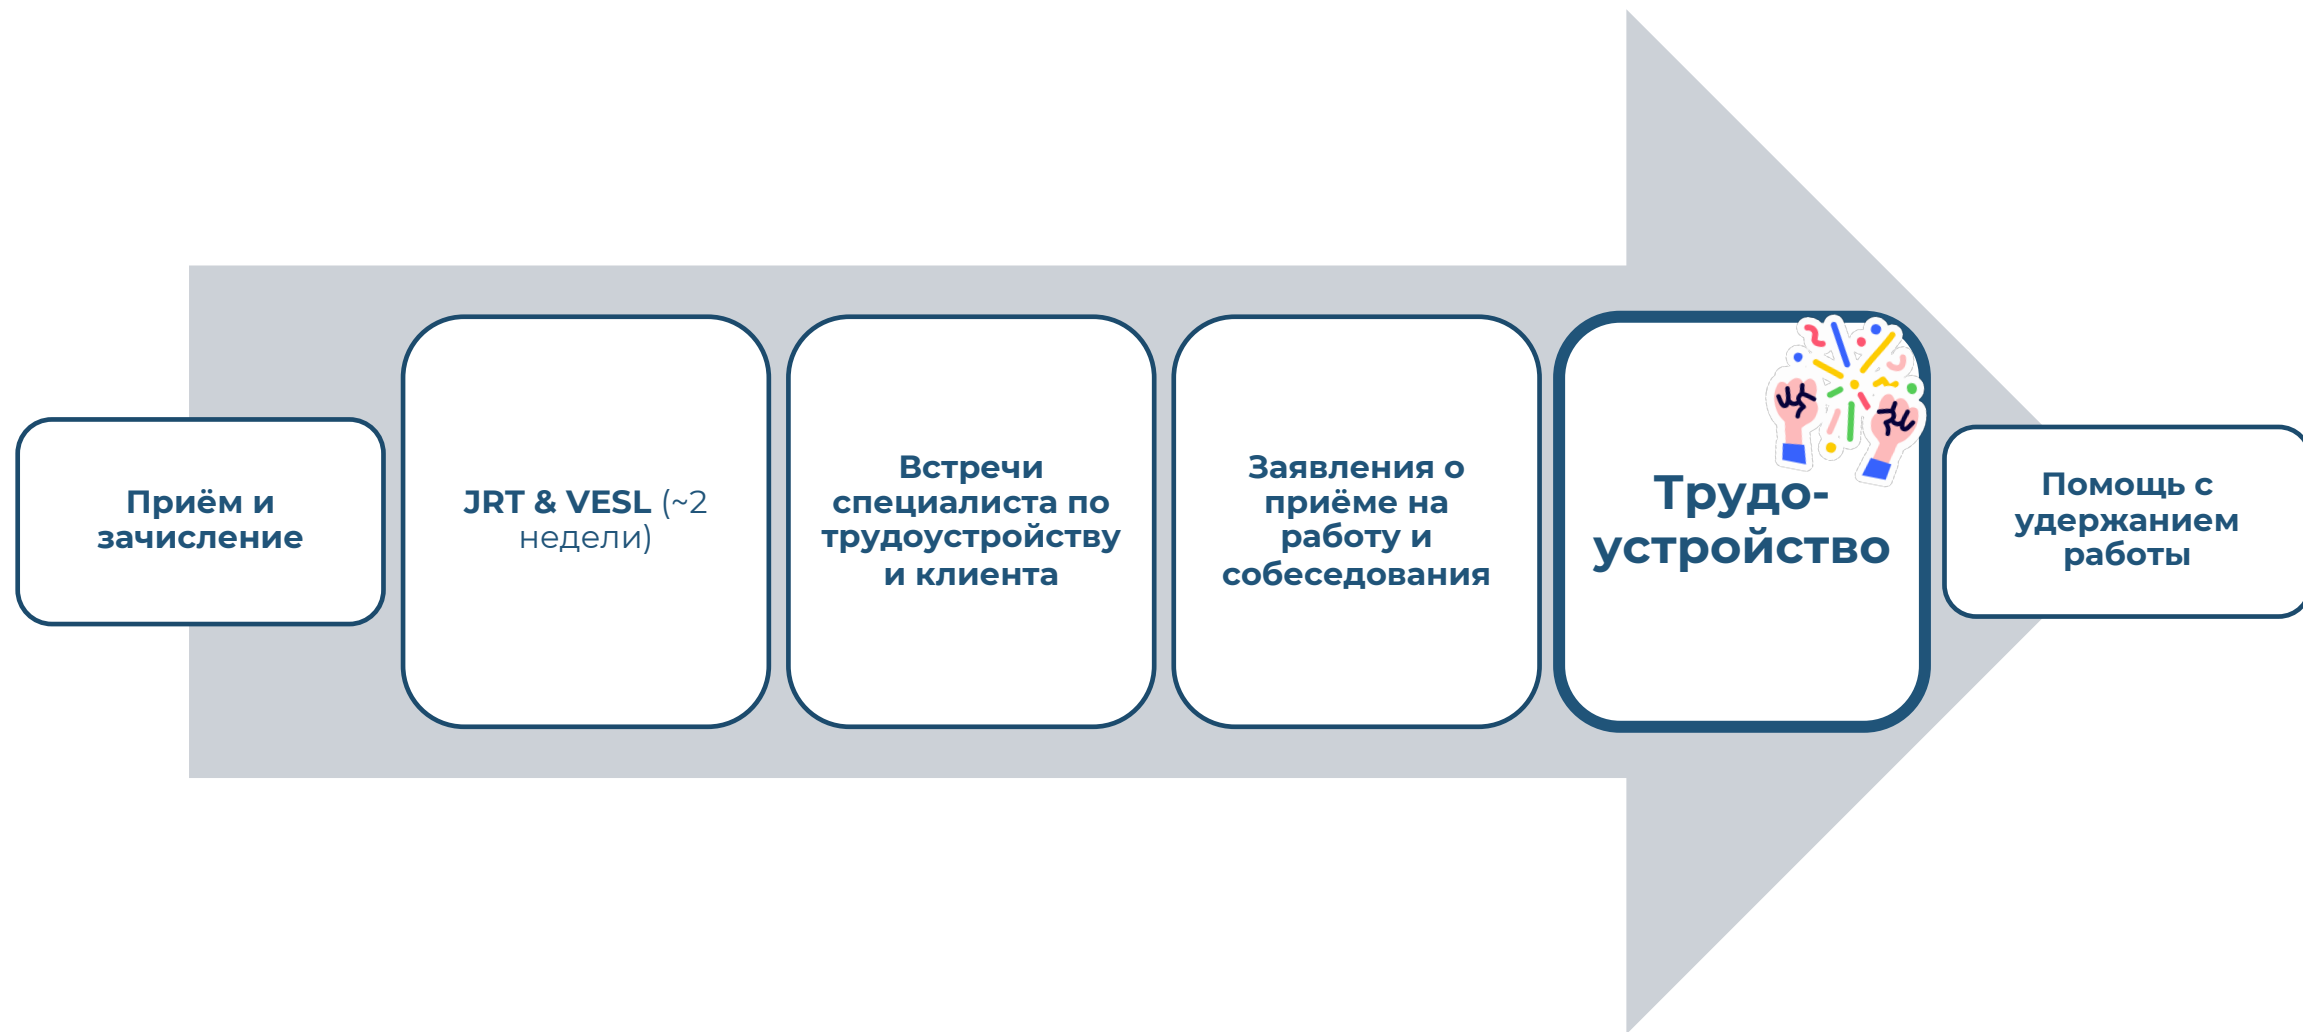 Приём и
зачисление
JRT & VESL (~2
недели)
Встречи
специалиста по
трудоустройству
и клиента
Заявления о
приёме на
работу и
собеседования
Трудо-
устройство
Помощь с
удержанием
работы